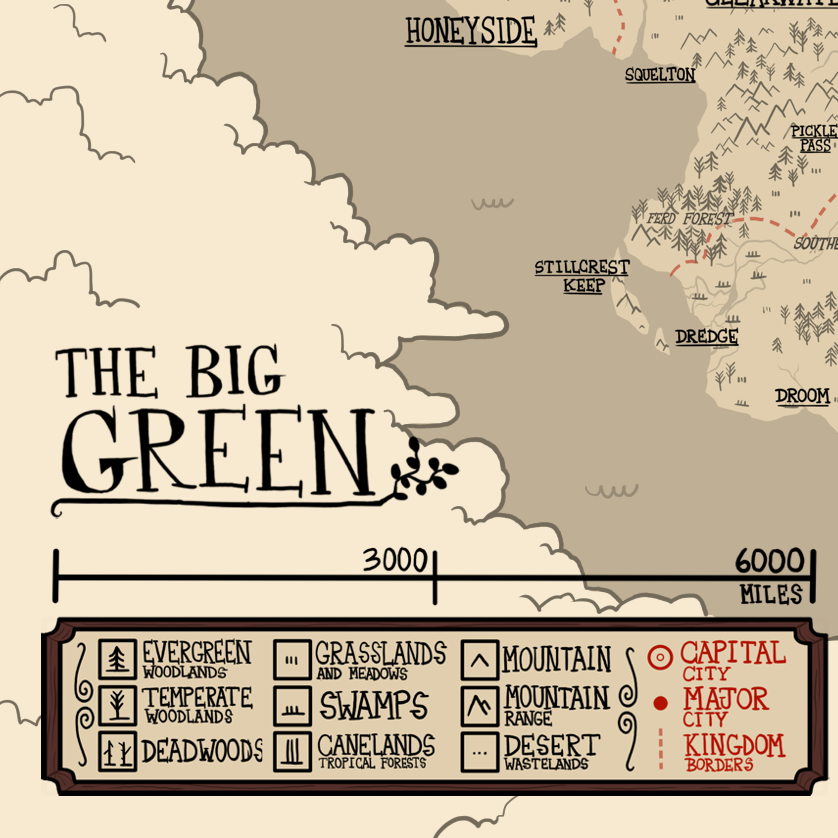 HONEYSIDE
SQUELTON
PICKLE
PASS
FERD FOREST
STILLCREST
KEEP
DREDGE
DROOM
THE BIG
GREEN
3000
6000
MILES
EVERGREEN
WOODLANDS
TEMPERATE
WOODLANDS
DEADWOODS
GRASSLANDS
AND MEADOWS
SWAMPS
CANELANDS
TROPICAL FORESTS
MOUNTAIN
MOUNTAIN
RANGE
DESERT
WASTELANDS
CAPITAL
CITY
MAJOR
CITY
KINGDOM
BORDERS